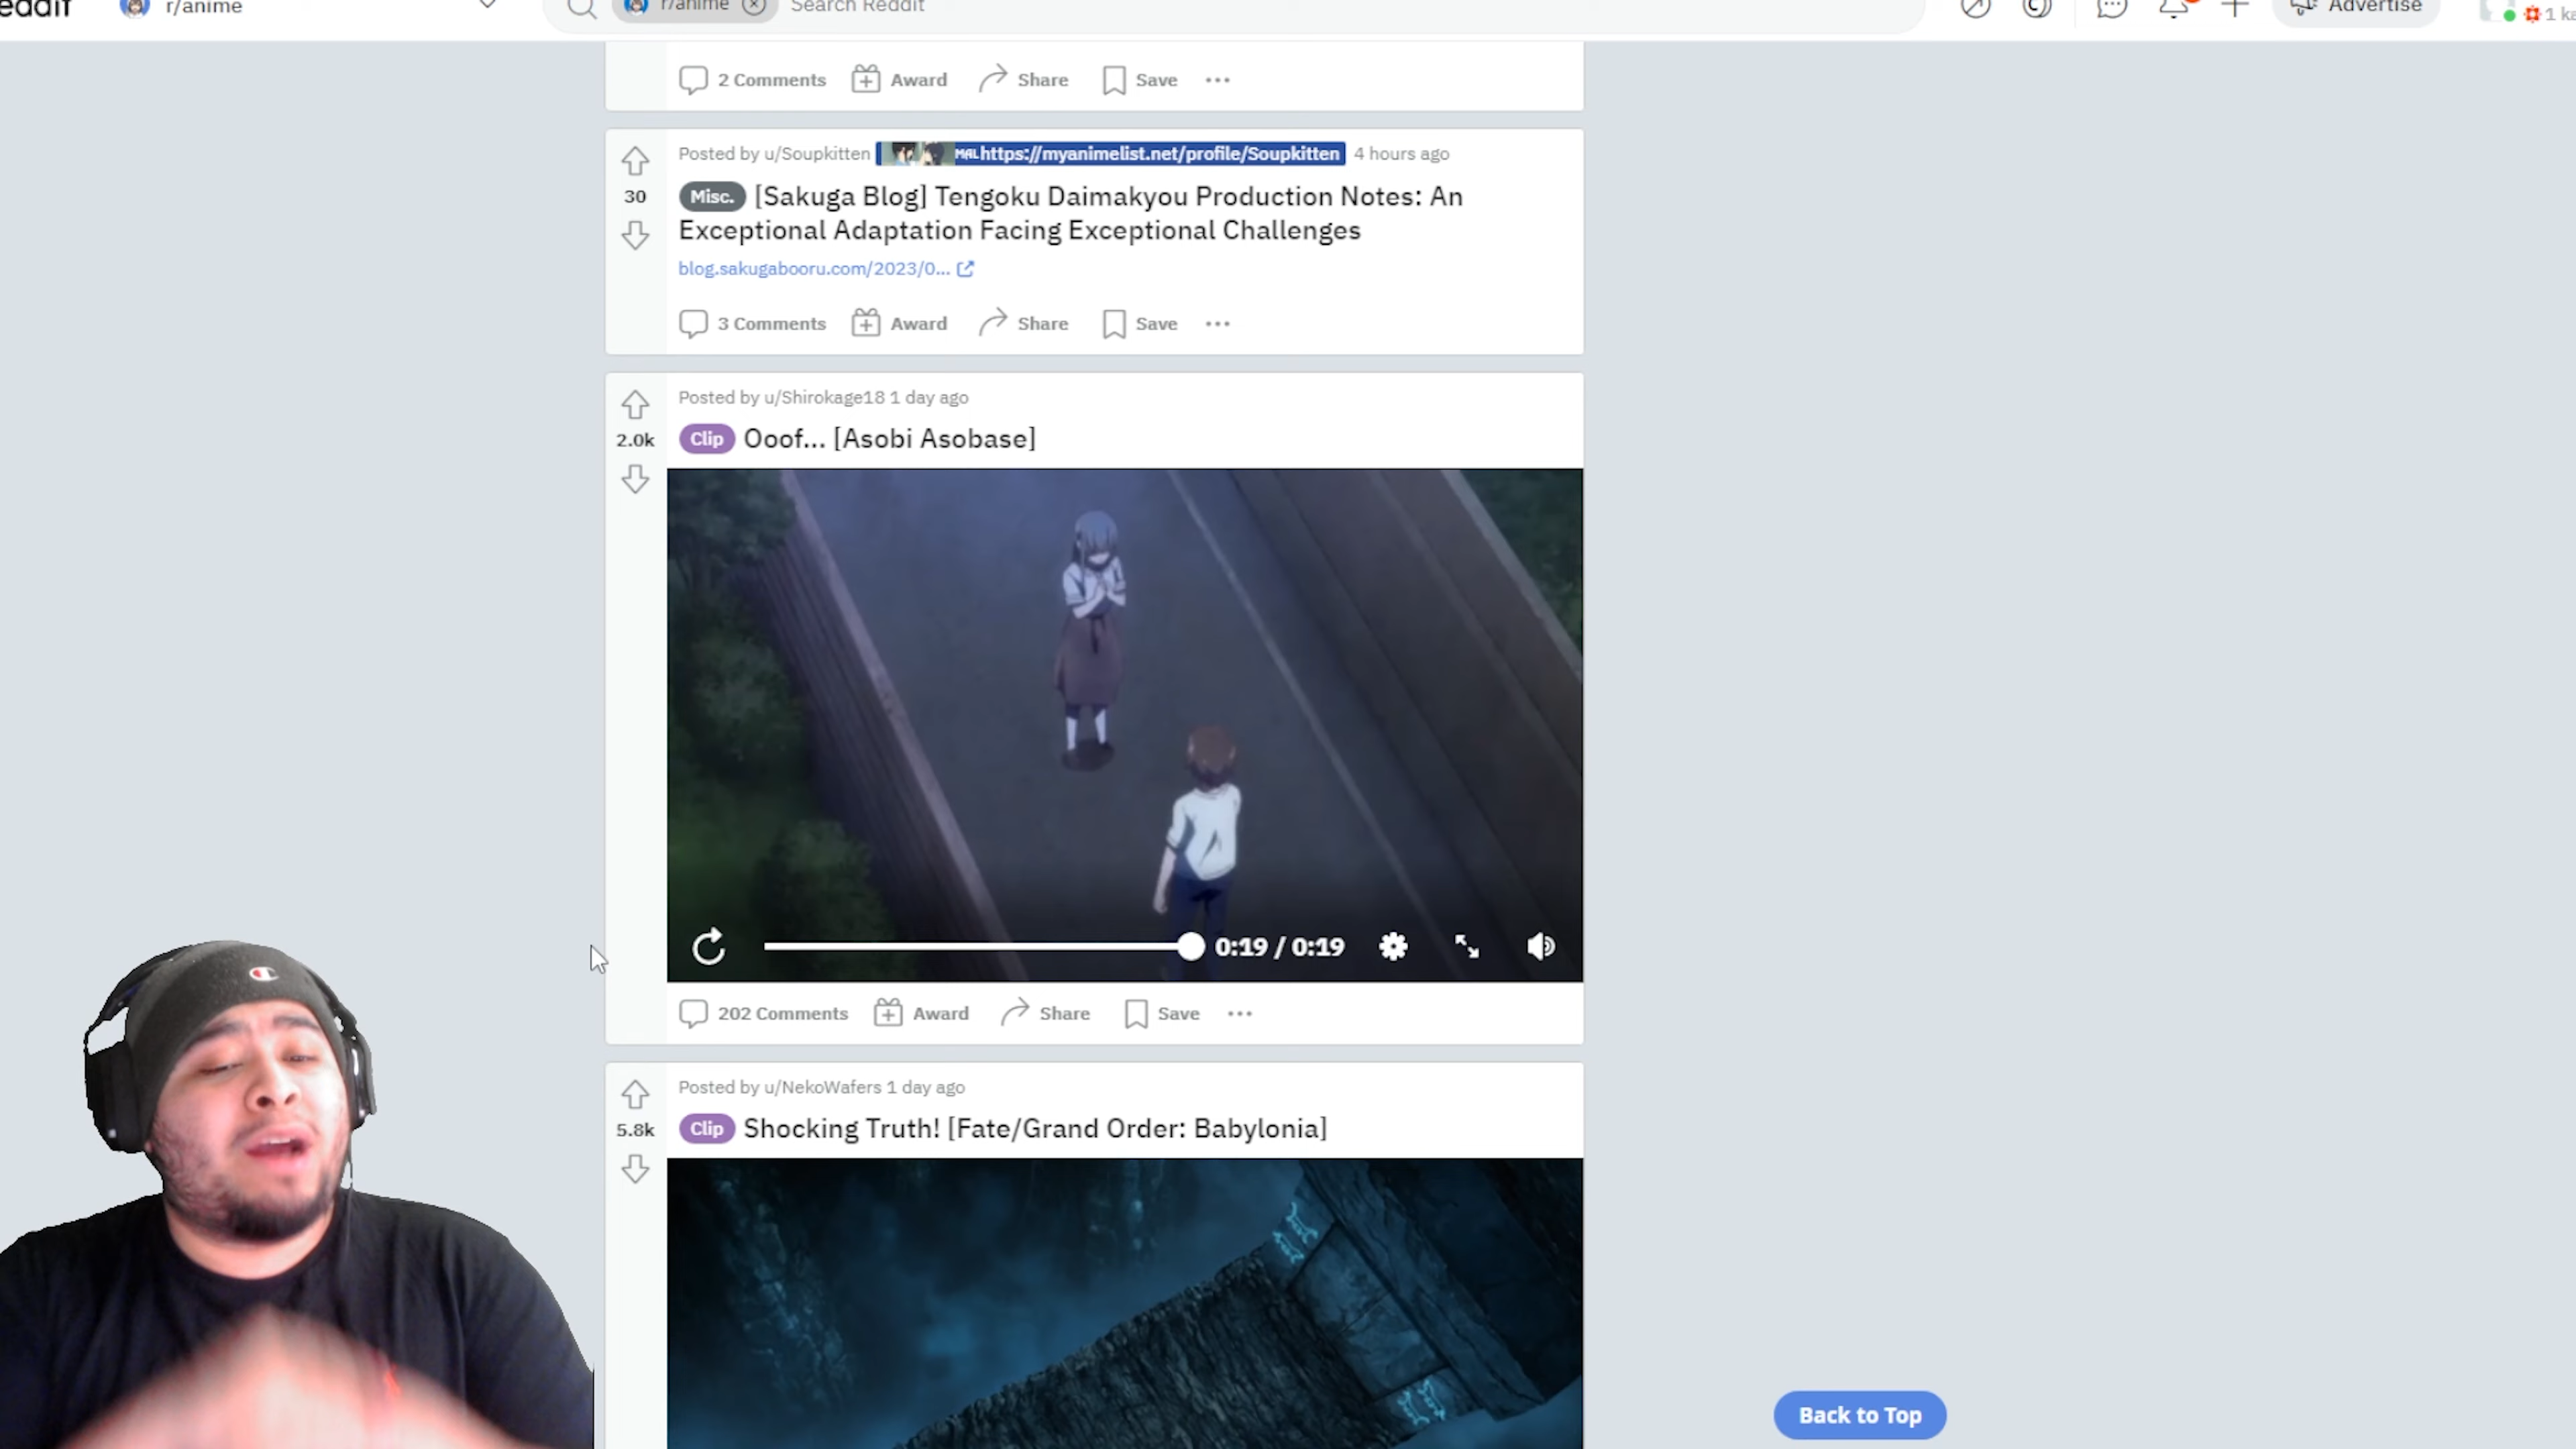 eddit
r/anime
r/anime
Search Reddit
Advertise
2 Comments
Award
Share
Save
Posted by u/Soupkitten
MAL
https://myanimelist.net/profile/Soupkitten
4 hours ago
30
Misc.
[Sakuga Blog] Tengoku Daimakyou Production Notes: An
Exceptional Adaptation Facing Exceptional Challenges
blog.sakugabooru.com/2023/0...
3 Comments
Award
Share
Save
Posted by u/Shirokage18 1 day ago
2.0k
Clip
Ooof... [Asobi Asobase]
0:19 / 0:19
202 Comments
Award
Share
Save
Posted by u/NekoWafers 1 day ago
5.8k
Clip
Shocking Truth! [Fate/Grand Order: Babylonia]
Back to Top